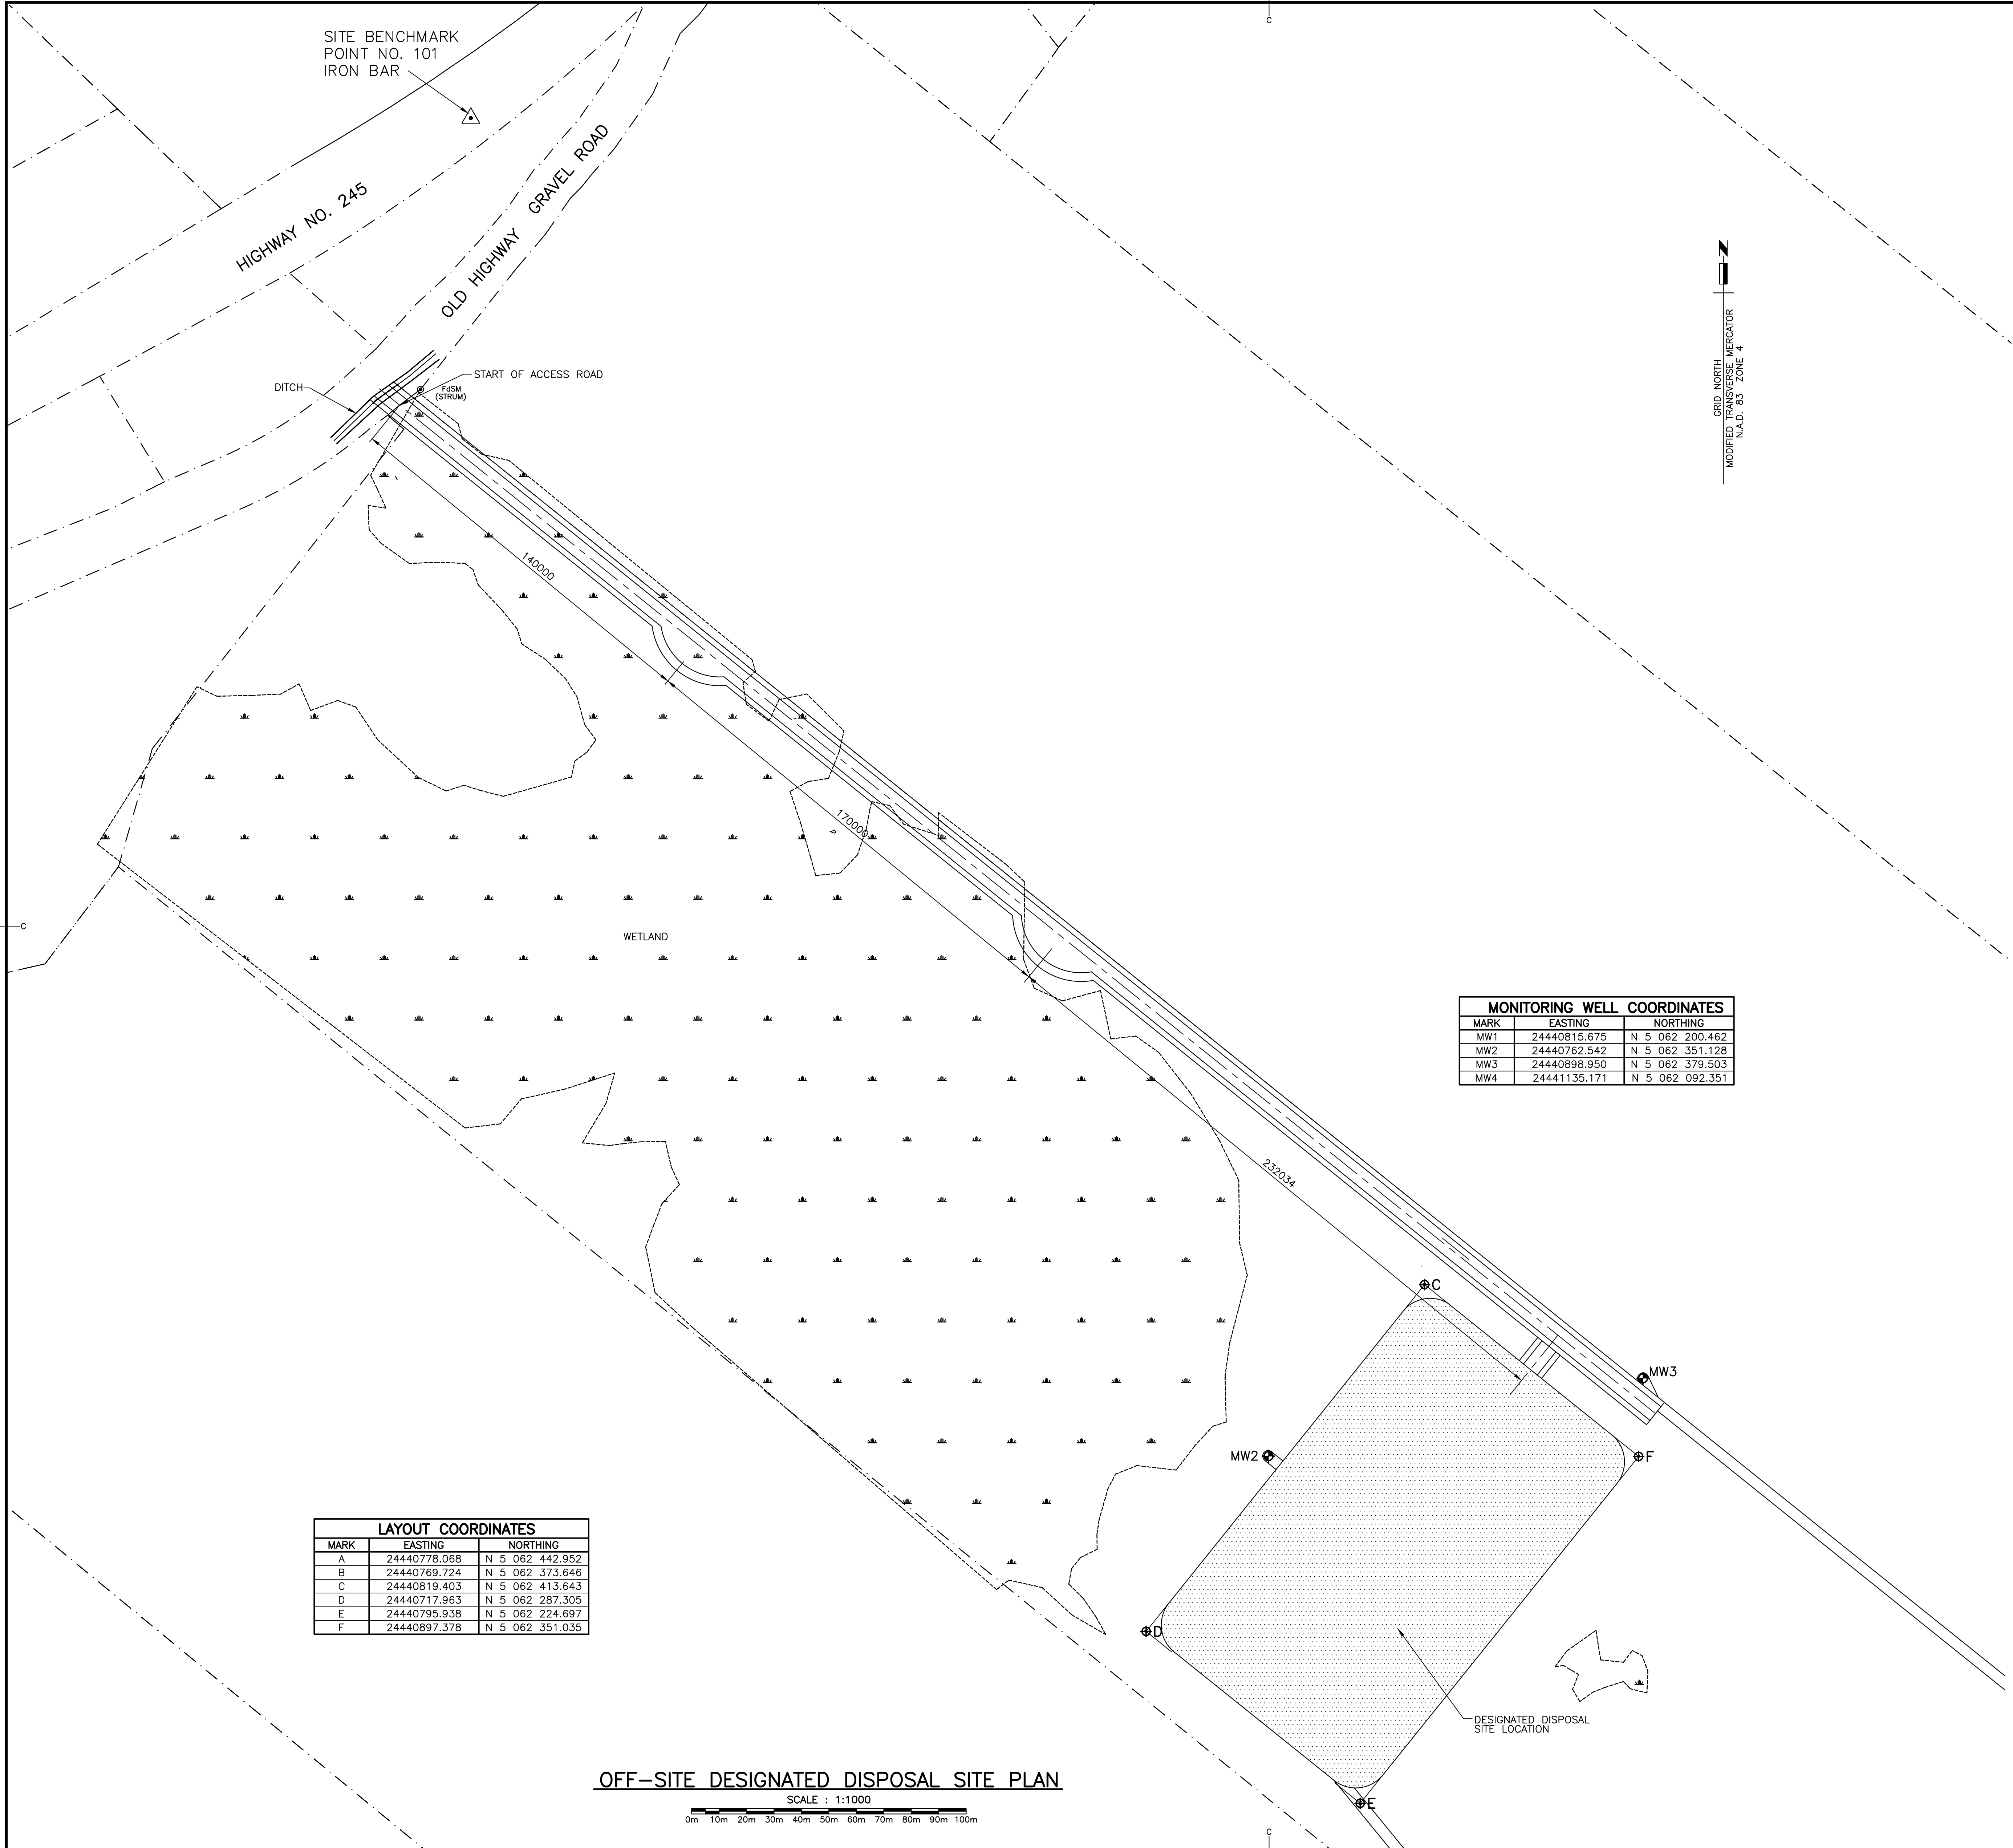 C
SITE BENCHMARK
POINT NO. 101
IRON BAR
HIGHWAY NO. 245
OLD HIGHWAY GRAVEL ROAD
GRID NORTH
MODIFIED TRANSVERSE MERCATOR
N.A.D. 83 ZONE 4
N
DITCH
START OF ACCESS ROAD
FdSM
(STRUM)
140000
170000
C
WETLAND
MONITORING WELL COORDINATES
MARK EASTING NORTHING
MW1 24440815.675 N 5 062 200.462
MW2 24440762.542 N 5 062 351.128
MW3 24440898.950 N 5 062 379.503
MW4 24441135.171 N 5 062 092.351
232034
C
MW3
MW2
F
LAYOUT COORDINATES
MARK EASTING NORTHING
A 24440778.068 N 5 062 442.952
B 24440769.724 N 5 062 373.646
C 24440819.403 N 5 062 413.643
D 24440717.963 N 5 062 287.305
E 24440795.938 N 5 062 224.697
F 24440897.378 N 5 062 351.035
D
DESIGNATED DISPOSAL
SITE LOCATION
OFF-SITE DESIGNATED DISPOSAL SITE PLAN
SCALE : 1:1000
0m 10m 20m 30m 40m 50m 60m 70m 80m 90m 100m
E
C